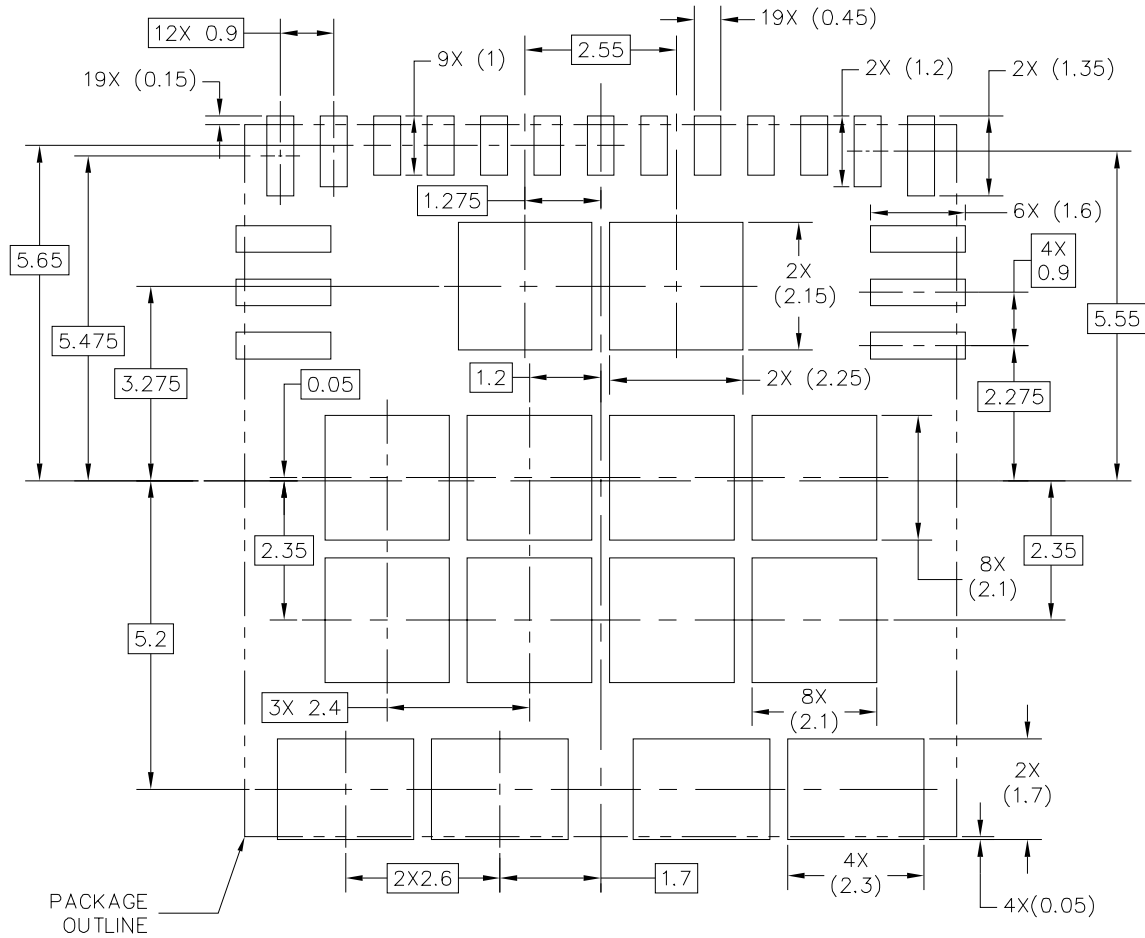 19X (0.45)
12X 0.9
2.55
9X (1)
2X (1.2)
2X (1.35)
19X (0.15)
1.275
6X (1.6)
5.65
4X
0.9
2X
(2.15)
5.55
5.475
3.275
0.05
1.2
2X (2.25)
2.275
2.35
2.35
8X
(2.1)
5.2
3X 2.4
8X
(2.1)
2X
(1.7)
2X2.6
1.7
4X
(2.3)
4X(0.05)
PACKAGE
OUTLINE